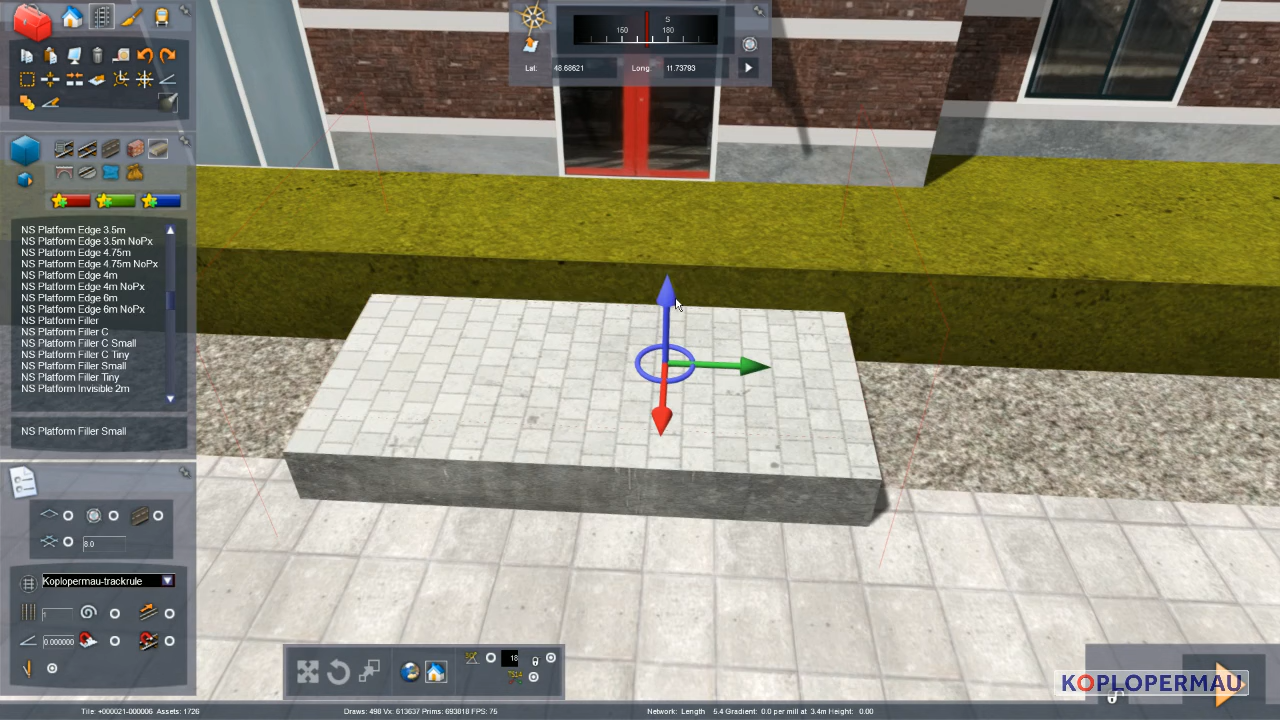 S
150 180
Lat: 48.68621 Long: 11.73793
NS Platform Edge 3.5m
NS Platform Edge 3.5m NoPx
NS Platform Edge 4.75m
NS Platform Edge 4.75m NoPx
NS Platform Edge 4m
NS Platform Edge 4m NoPx
NS Platform Edge 6m
NS Platform Edge 6m NoPx
NS Platform Filler
NS Platform Filler C
NS Platform Filler C Small
NS Platform Filler C Tiny
NS Platform Filler Small
NS Platform Filler Tiny
NS Platform Invisible 2m
NS Platform Filler Small
8.0
Koplopermau-trackrule
1
0.000000
18
KOPLOPERMAU
Tile: +000021-000006 Assets: 1726
Draws: 498 Vx: 613637 Prims: 693818 FPS: 75
Network: Length 5.4 Gradient: 0.0 per mill at 3.4m Height: 0.00